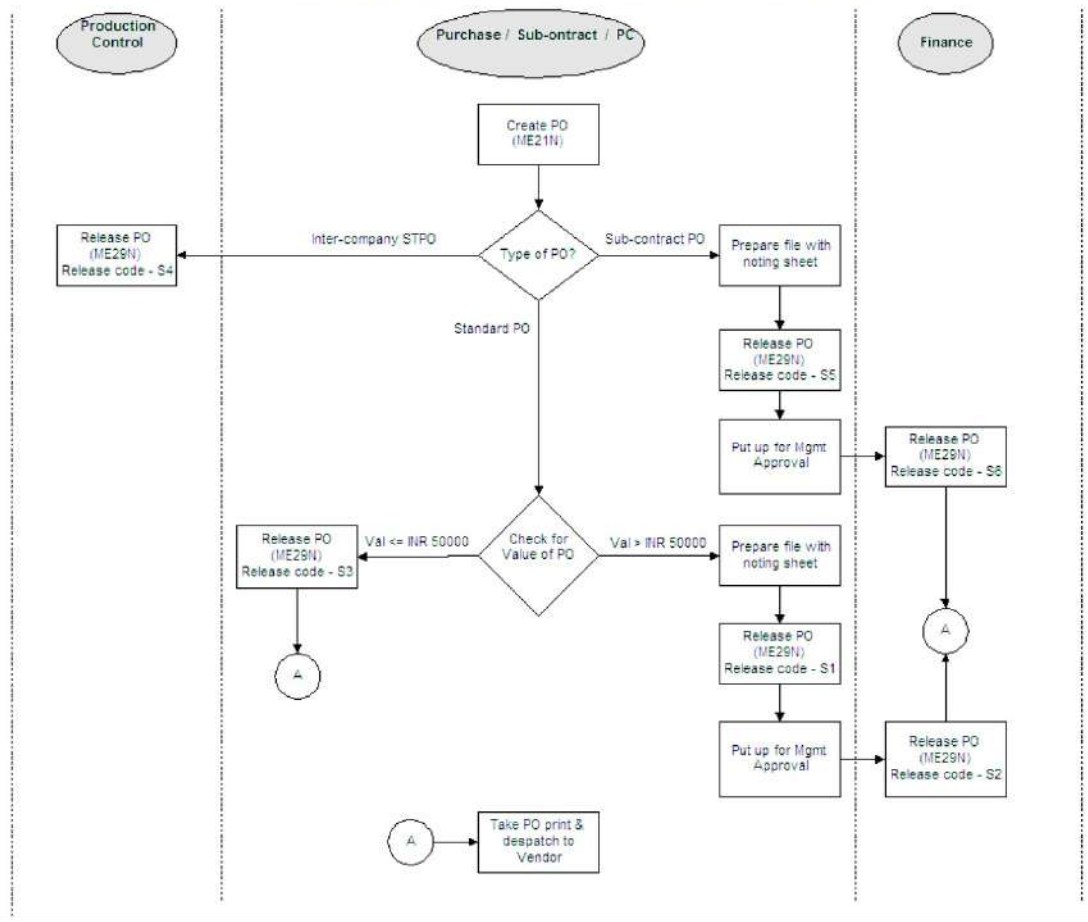 Production
Control
Purchase / Sub-ontract / PC
Finance
Create PO
(ME21N)
Type of PO?
Inter-company STPO
Sub-contract PO
Standard PO
Release PO
(ME29N)
Release code - S4
Prepare file with
noting sheet
Release PO
(ME29N)
Release code - S5
Put up for Mgmt
Approval
Release PO
(ME29N)
Release code - S6
Check for
Value of PO
Val <= INR 50000
Val > INR 50000
Release PO
(ME29N)
Release code - S3
A
Prepare file with
noting sheet
Release PO
(ME29N)
Release code - S1
Put up for Mgmt
Approval
Release PO
(ME29N)
Release code - S2
A
A
Take PO print &
despatch to
Vendor